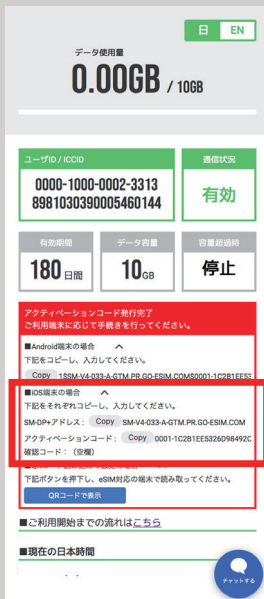 日 EN
データ使用量
0.00GB / 10GB
ユーザID / ICCID
通信状況
0000-1000-0002-3313
8981030390005460144
有効
有効期間
データ容量
容量超過時
180日間
10GB
停止
アクティベーションコード発行完了
ご利用端末に応じて手続きを行ってください。
■Android端末の場合
下記をコピーし、入力してください。
Copy 1$SM-V4-033-A-GTM.PR.GO-ESIM.COM$0001-1C2B1EE53
■iOS端末の場合
下記をそれぞれコピーし、入力してください。
SM-DP+アドレス： Copy SM-V4-033-A-GTM.PR.GO-ESIM.COM
アクティベーションコード： Copy 0001-1C2B1EE5326D98492C
確認コード：（空欄）
下記ボタンを押下し、eSIM対応の端末で読み取ってください。
QRコードで表示
■ご利用開始までの流れはこちら
■現在の日本時間
チャットする